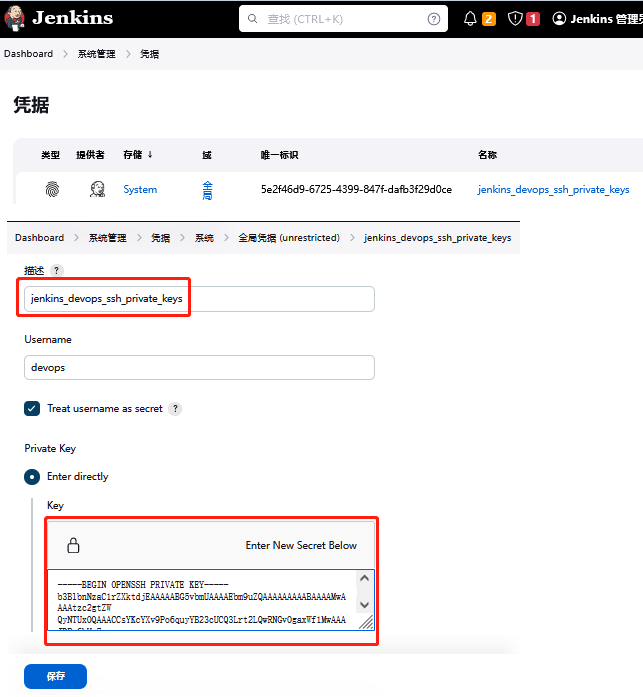 Jenkins
查找 (CTRL+K)
2
1
Jenkins 管理员
Dashboard
系统管理
凭据
凭据
类型 提供者 存储 ↓ 域 唯一标识 名称
System 全局 5e2f46d9-6725-4399-847f-dafb3f29d0ce jenkins_devops_ssh_private_keys
Dashboard
系统管理
凭据
系统
全局凭据 (unrestricted)
jenkins_devops_ssh_private_keys
描述 ?
jenkins_devops_ssh_private_keys
Username
devops
Treat username as secret ?
Private Key
Enter directly
Key
Enter New Secret Below
-----BEGIN OPENSSH PRIVATE KEY-----
b3BlbnNzaC1rZXktdjEAAAAABG5vbmUAAAAEbm9uZQAAAAAAAAABAAAAMwA
AAAtzc2gtZW
QyNTUxOQAAACCsYKcYXv9Po6quyYB23cUCQ3Lrt2LQwRNGv0gaxWf1MwAAA
保存